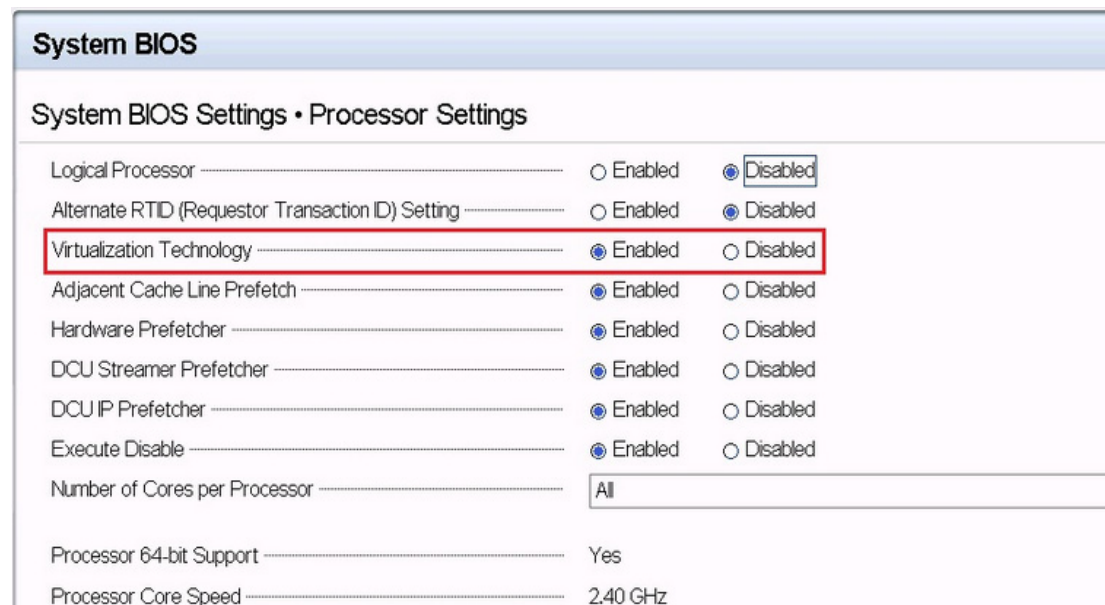 System BIOS
System BIOS Settings • Processor Settings
Logical Processor Enabled Disabled
Alternate RTID (Requestor Transaction ID) Setting Enabled Disabled
Virtualization Technology Enabled Disabled
Adjacent Cache Line Prefetch Enabled Disabled
Hardware Prefetcher Enabled Disabled
DCU Streamer Prefetcher Enabled Disabled
DCU IP Prefetcher Enabled Disabled
Execute Disable Enabled Disabled
Number of Cores per Processor All
Processor 64-bit Support Yes
Processor Core Speed 2.40 GHz